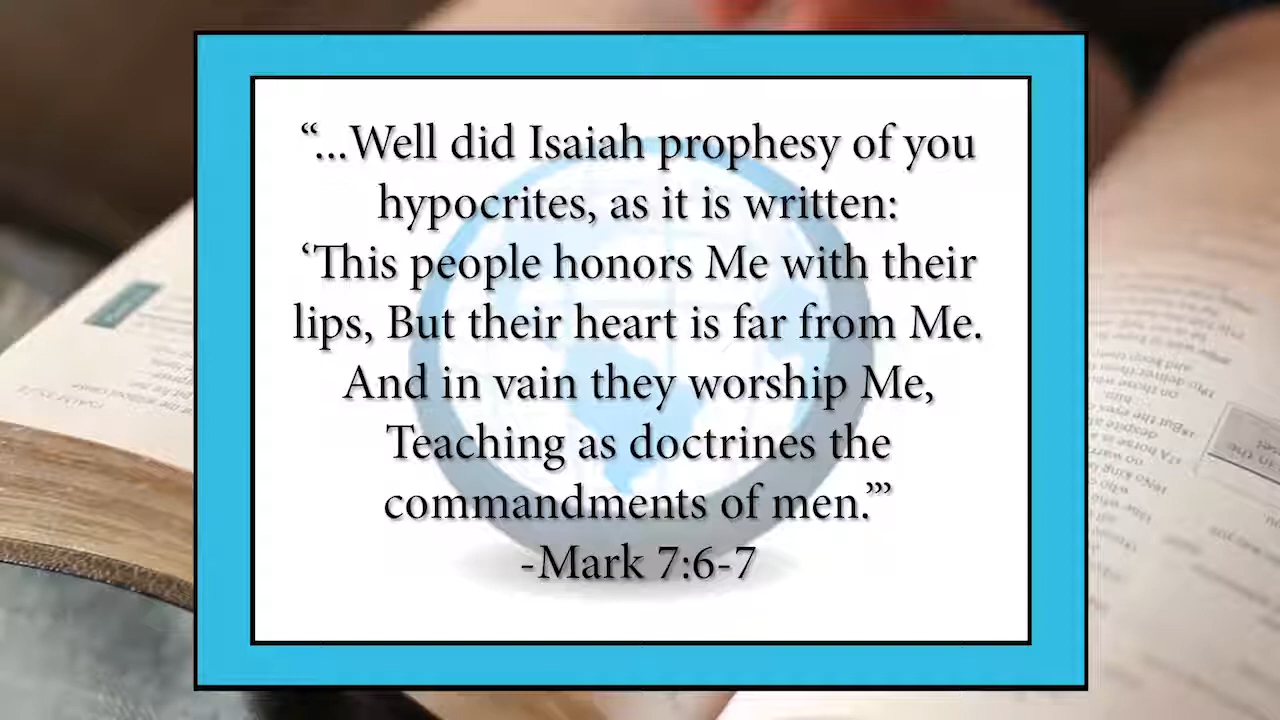 “...Well did Isaiah prophesy of you
hypocrites, as it is written:
‘This people honors Me with their
lips, But their heart is far from Me.
And in vain they worship Me,
Teaching as doctrines the
commandments of men.’”
-Mark 7:6-7